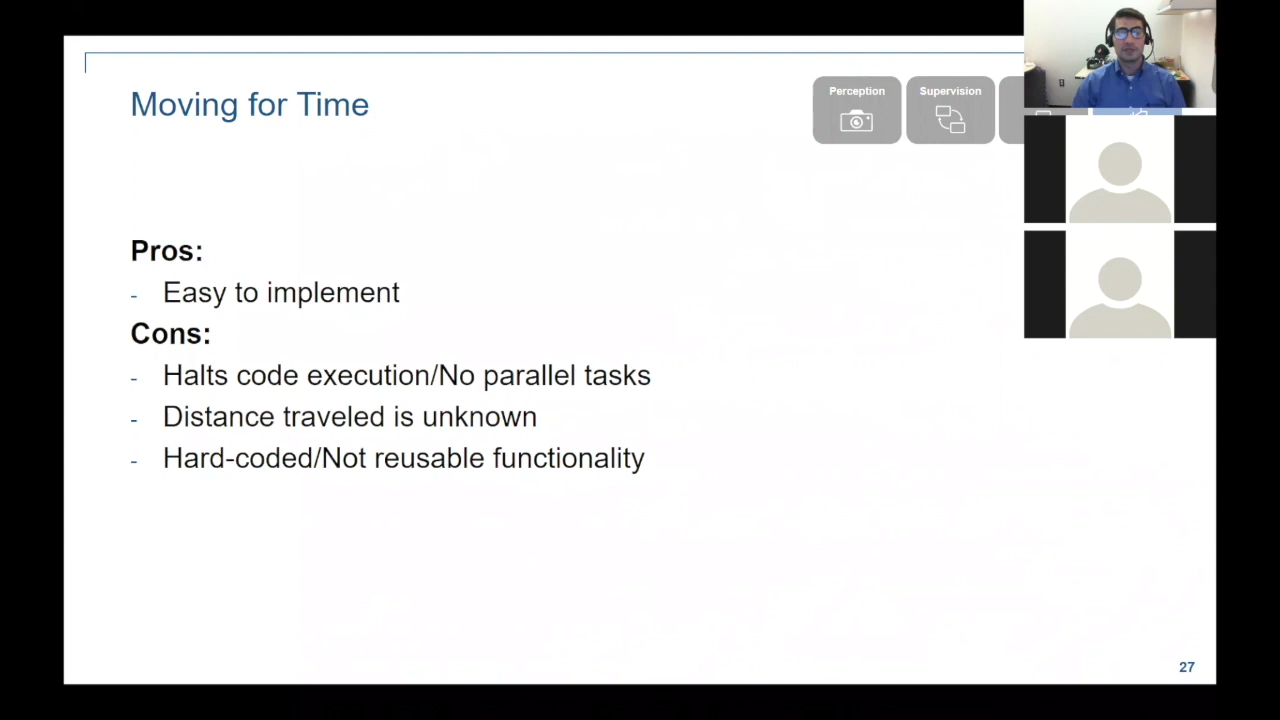 Moving for Time
Perception
Supervision
Pros:
- Easy to implement
Cons:
- Halts code execution/No parallel tasks
- Distance traveled is unknown
- Hard-coded/Not reusable functionality
27